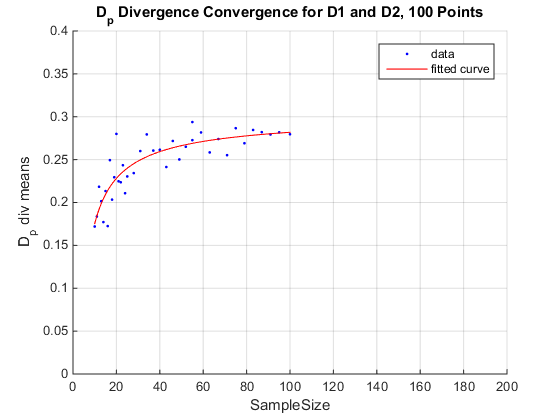 D_p Divergence Convergence for D1 and D2, 100 Points
data
fitted curve
D_p div means
0.4
0.35
0.3
0.25
0.2
0.15
0.1
0.05
0
0 20 40 60 80 100 120 140 160 180 200
SampleSize